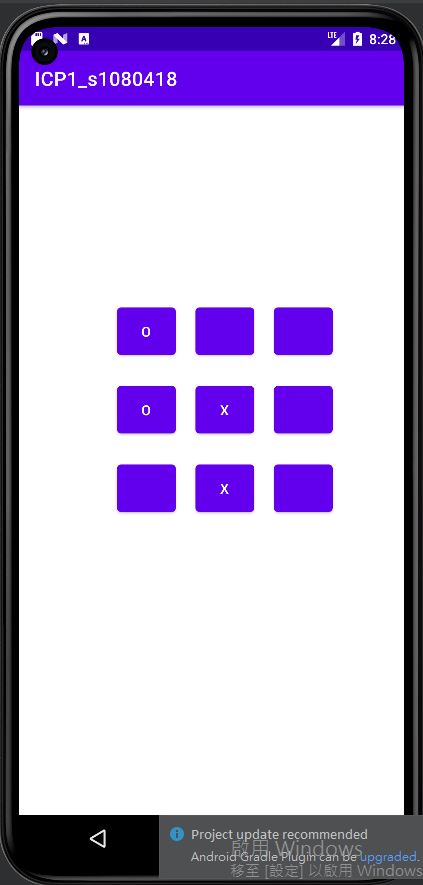 LTE 8:28
ICP1_s1080418
O
O X
X
Project update recommended
啟用 Windows
Android Gradle Plugin can be upgraded.
移至 [設定] 以啟用 Windows